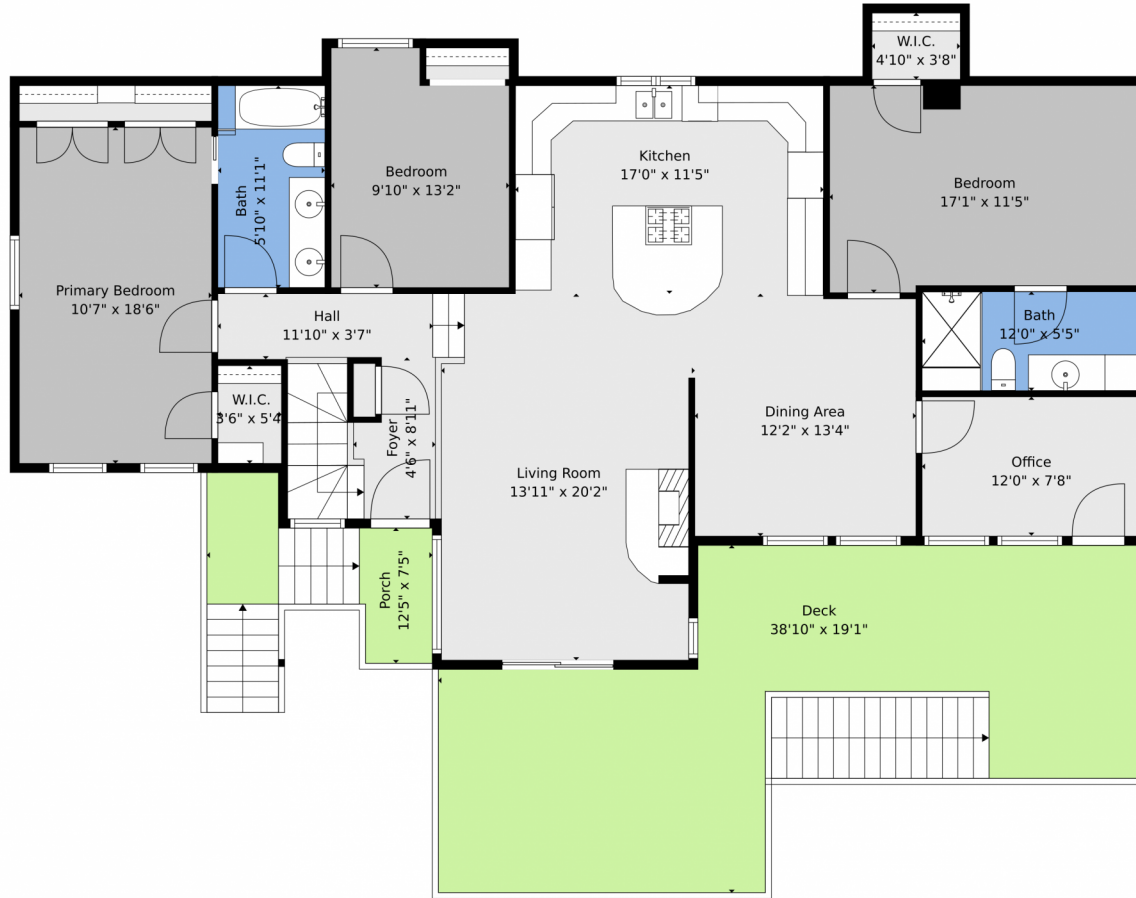 W.I.C.
4'10" x 3'8"
Kitchen
17'0" x 11'5"
Bedroom
9'10" x 13'2"
Bedroom
17'1" x 11'5"
Bath
5'10" x 11'1"
Primary Bedroom
10'7" x 18'6"
Hall
11'10" x 3'7"
Bath
12'0" x 5'5"
W.I.C.
3'6" x 5'4
Foyer
4'6" x 8'11"
Dining Area
12'2" x 13'4"
Living Room
13'11" x 20'2"
Office
12'0" x 7'8"
Porch
12'5" x 7'5"
Deck
38'10" x 19'1"